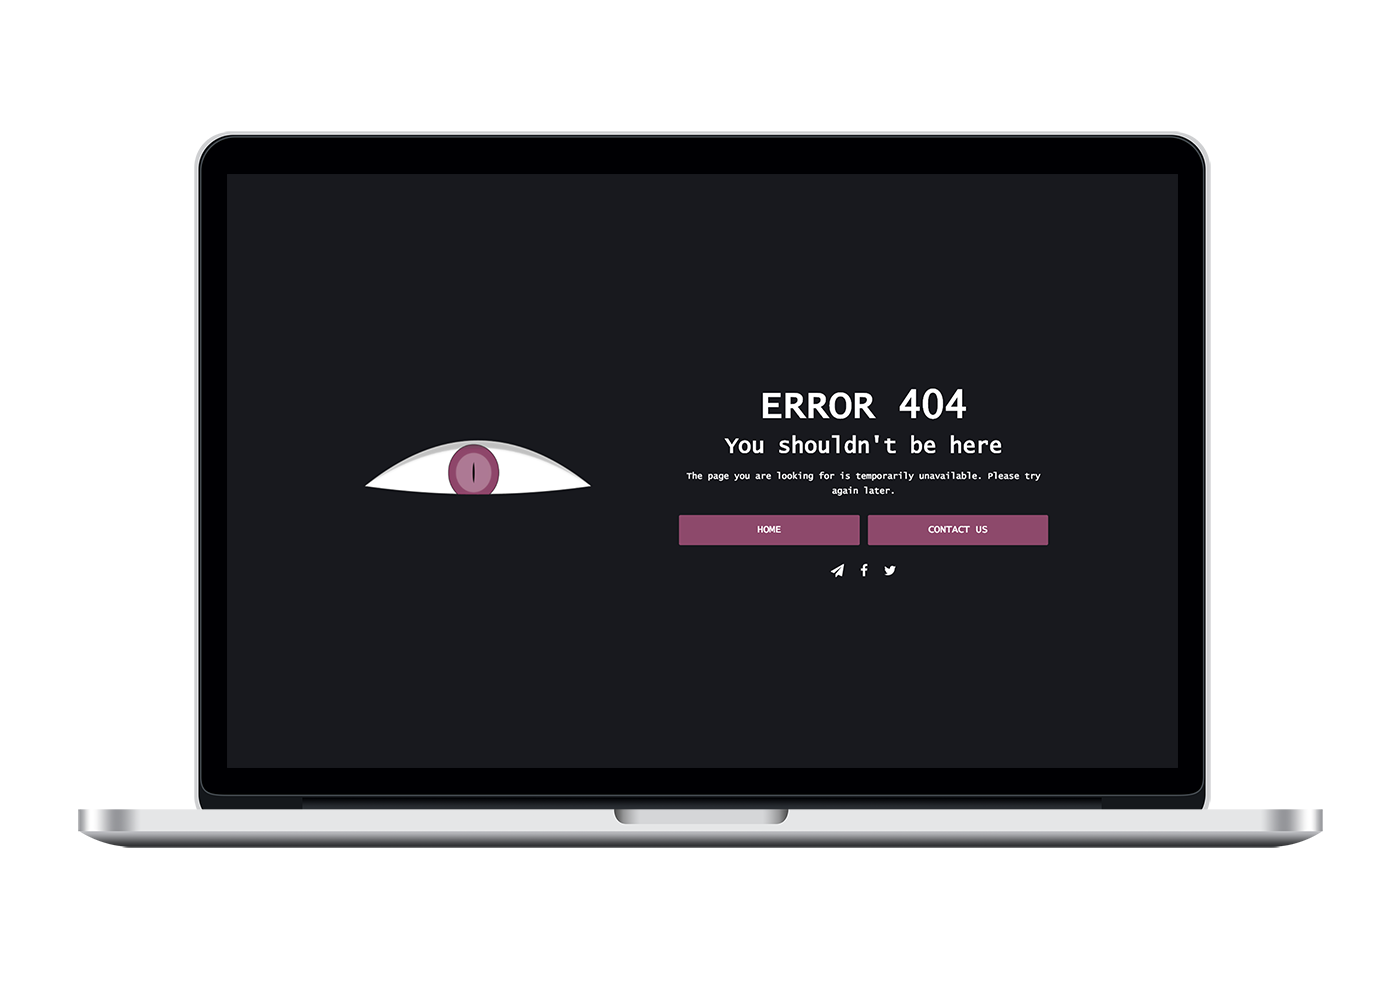 ERROR 404
You shouldn't be here
The page you are looking for is temporarily unavailable. Please try
again later.
HOME
CONTACT US